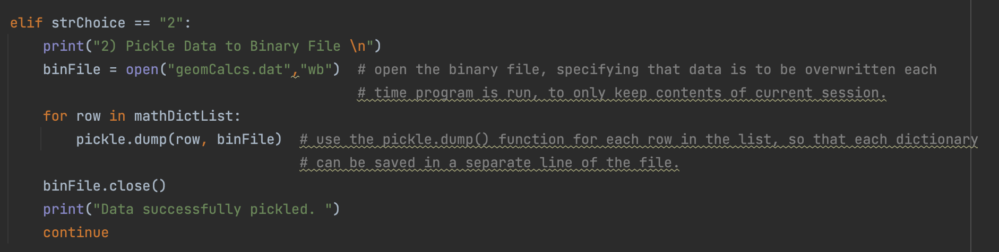 elif strChoice == "2":
print("2) Pickle Data to Binary File \n")
binFile = open("geomCalcs.dat","wb")  # open the binary file, specifying that data is to be overwritten each
# time program is run, to only keep contents of current session.
for row in mathDictList:
pickle.dump(row, binFile)  # use the pickle.dump() function for each row in the list, so that each dictionary
# can be saved in a separate line of the file.
binFile.close()
print("Data successfully pickled. ")
continue